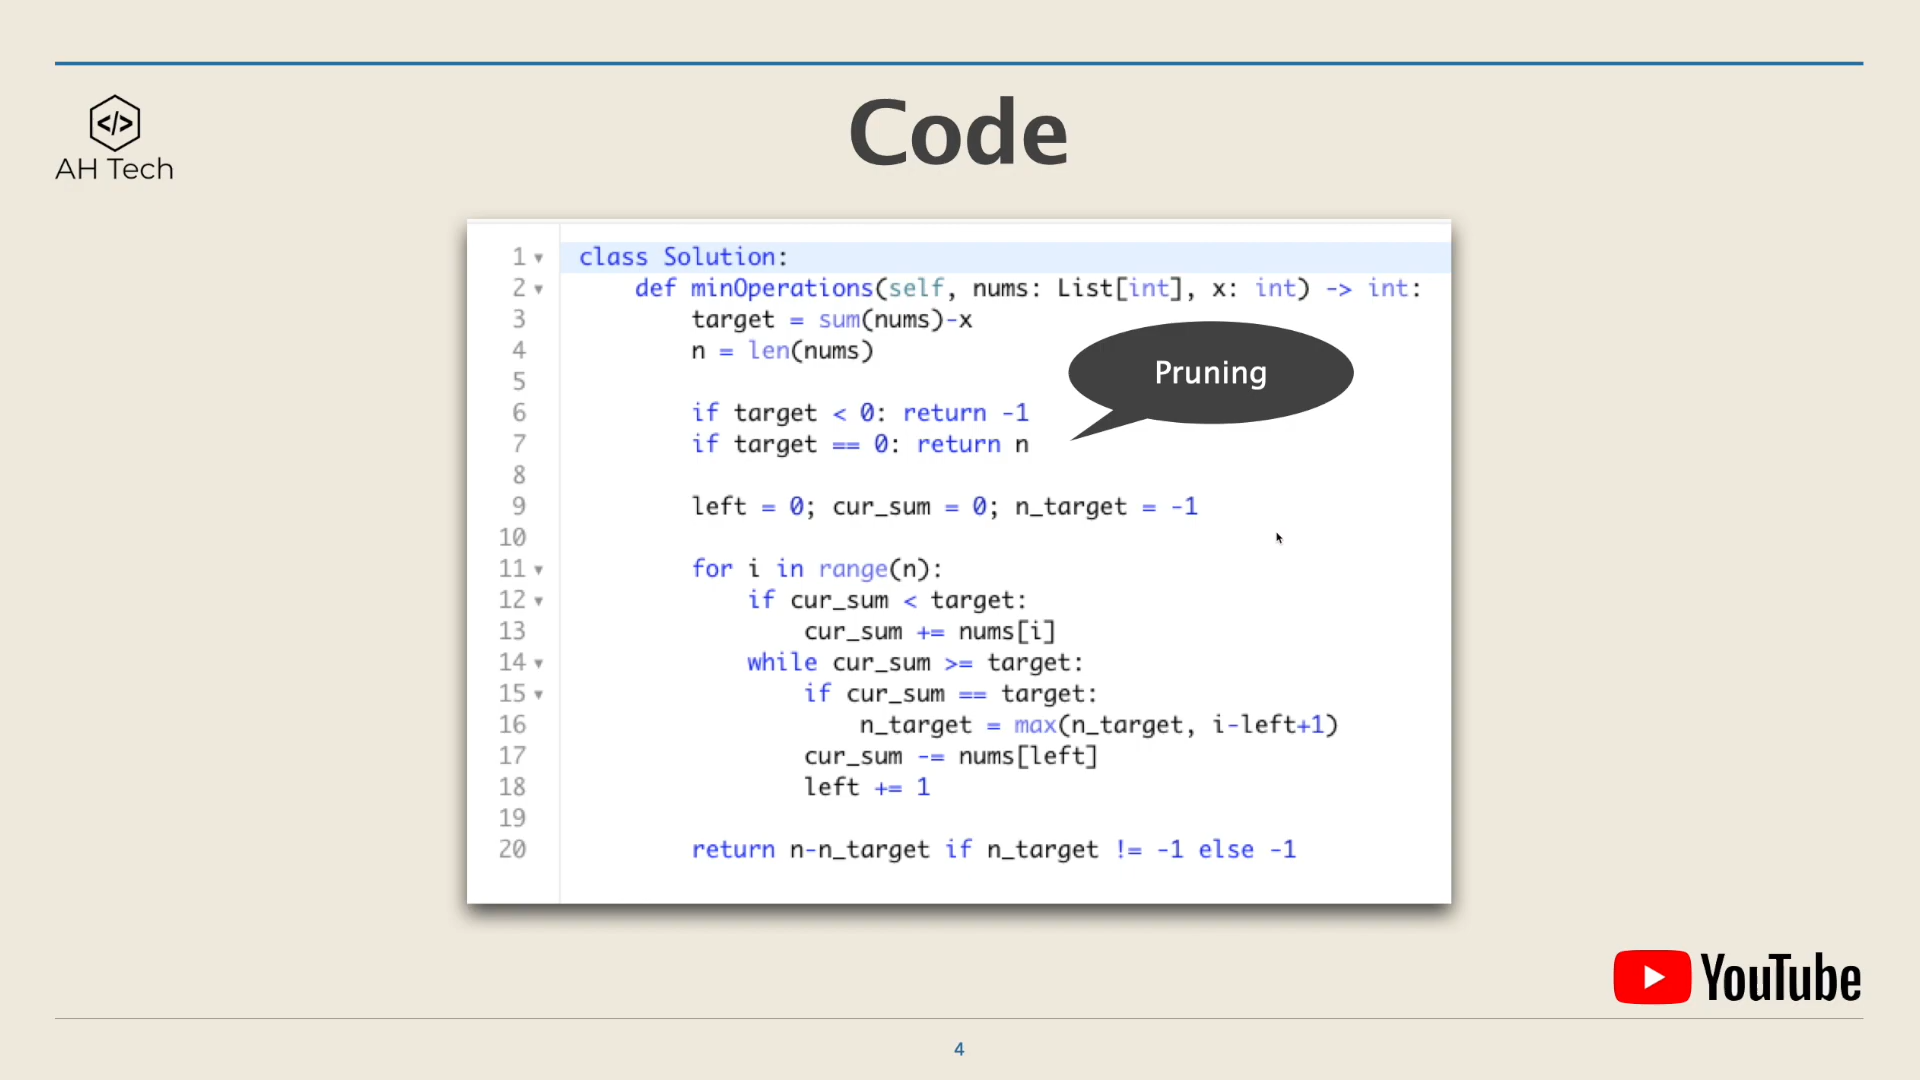 Code
</>
AH Tech
1 class Solution:
2 def minOperations(self, nums: List[int], x: int) -> int:
3 target = sum(nums)-x
4 n = len(nums)
Pruning
5
6 if target < 0: return -1
7 if target == 0: return n
8
9 left = 0; cur_sum = 0; n_target = -1
10
11 for i in range(n):
12 if cur_sum < target:
13 cur_sum += nums[i]
14 while cur_sum >= target:
15 if cur_sum == target:
16 n_target = max(n_target, i-left+1)
17 cur_sum -= nums[left]
18 left += 1
19
20 return n-n_target if n_target != -1 else -1
YouTube
4